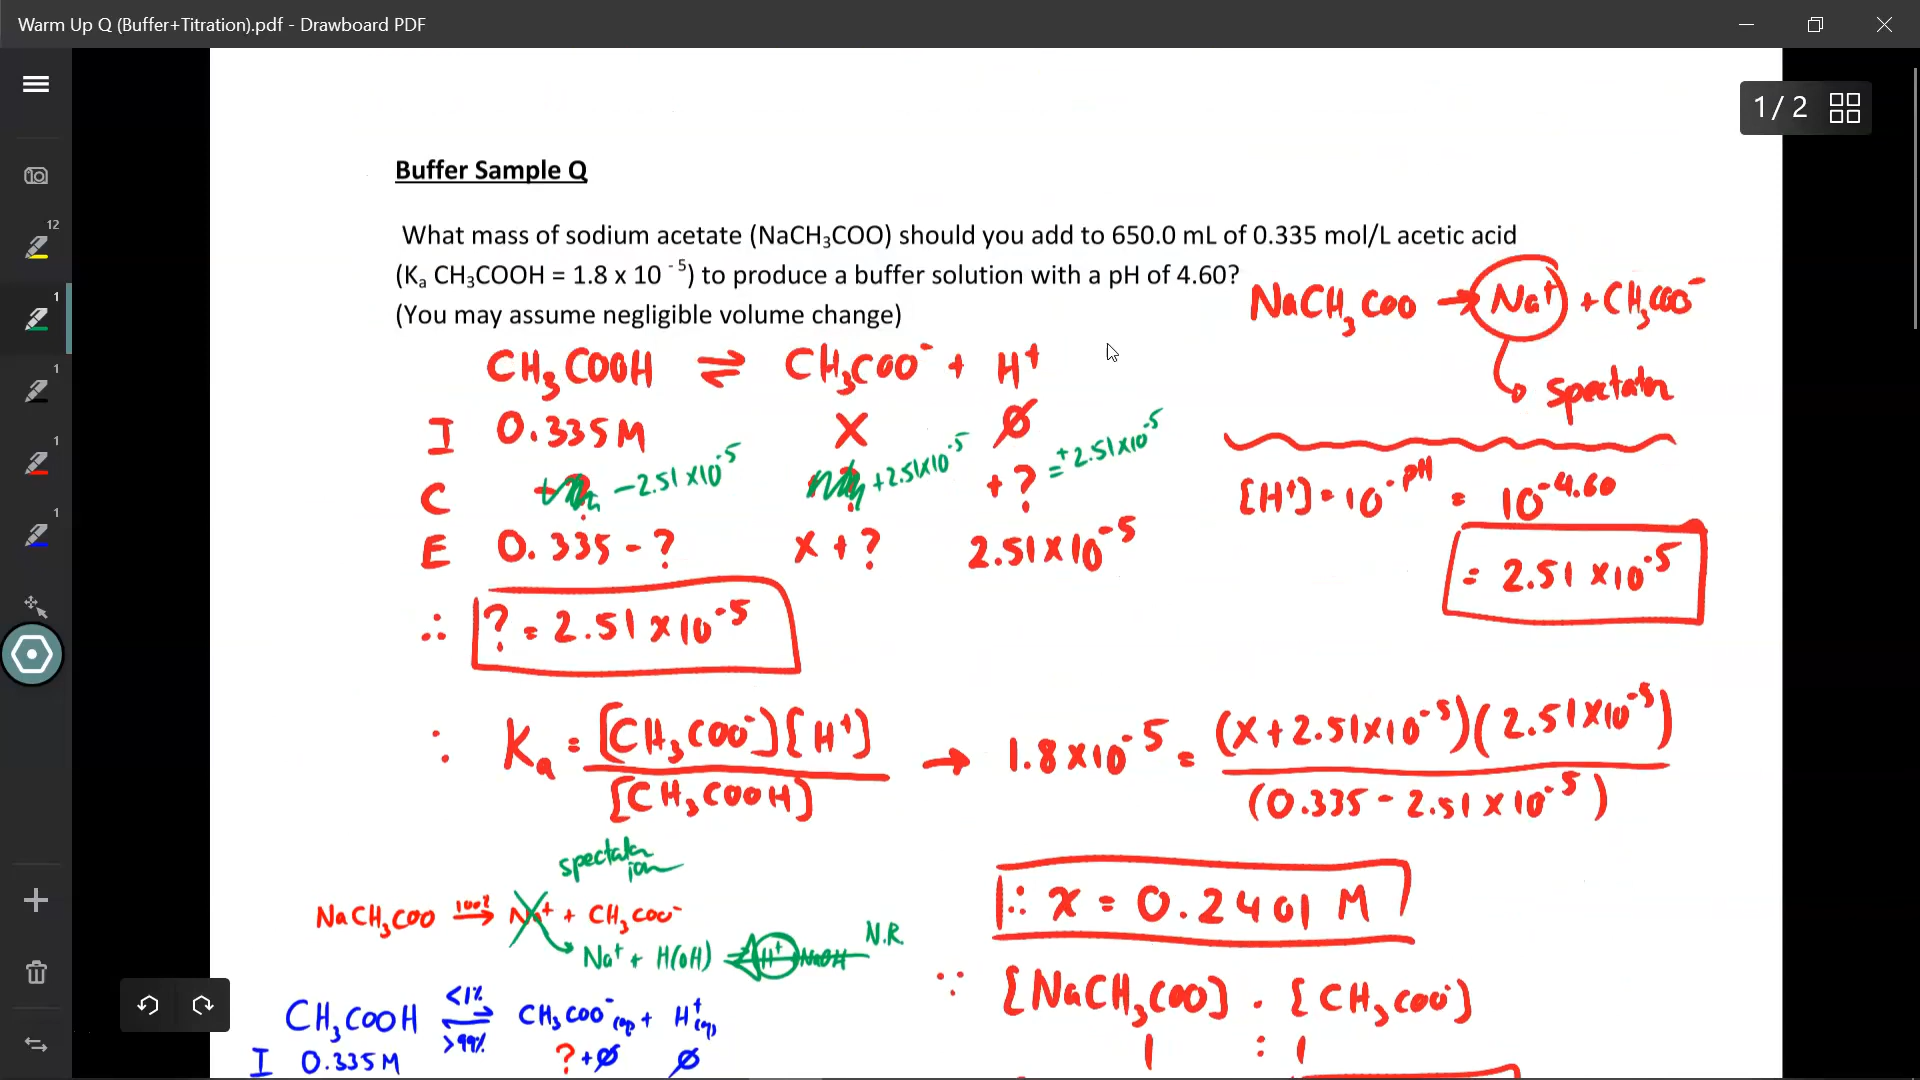 Warm Up Q (Buffer+Titration).pdf - Drawboard PDF
1 / 2
12
1
1
1
1
Buffer Sample Q
What mass of sodium acetate (NaCH₃COO) should you add to 650.0 mL of 0.335 mol/L acetic acid
(Kₐ CH₃COOH = 1.8 x 10 ⁻⁵) to produce a buffer solution with a pH of 4.60?
(You may assume negligible volume change)
NaCH₃COO → Na⁺ + CH₃COO⁻
spectator
CH₃COOH ⇌ CH₃COO⁻ + H⁺
I 0.335M X Ø
C -2.51x10⁻⁵ +2.51x10⁻⁵ +? = +2.51x10⁻⁵
E 0.335-? X+? 2.51x10⁻⁵
[H⁺] = 10⁻ᵖᴴ = 10⁻⁴·⁶⁰
= 2.51x10⁻⁵
∴ ? = 2.51x10⁻⁵
∵ Kₐ = [CH₃COO⁻][H⁺] / [CH₃COOH] → 1.8x10⁻⁵ = (x+2.51x10⁻⁵)(2.51x10⁻⁵) / (0.335-2.51x10⁻⁵)
∴ x = 0.2401 M
spectator ion
NaCH₃COO 100% → Na⁺ + CH₃COO⁻
Na⁺ + H(OH) H⁺ NaOH N.R.
∵ [NaCH₃COO] : [CH₃COO⁻]
1 : 1
CH₃COOH <1% ⇌ >99% CH₃COO⁻(aq) + H⁺(aq)
I 0.335M ?+Ø Ø